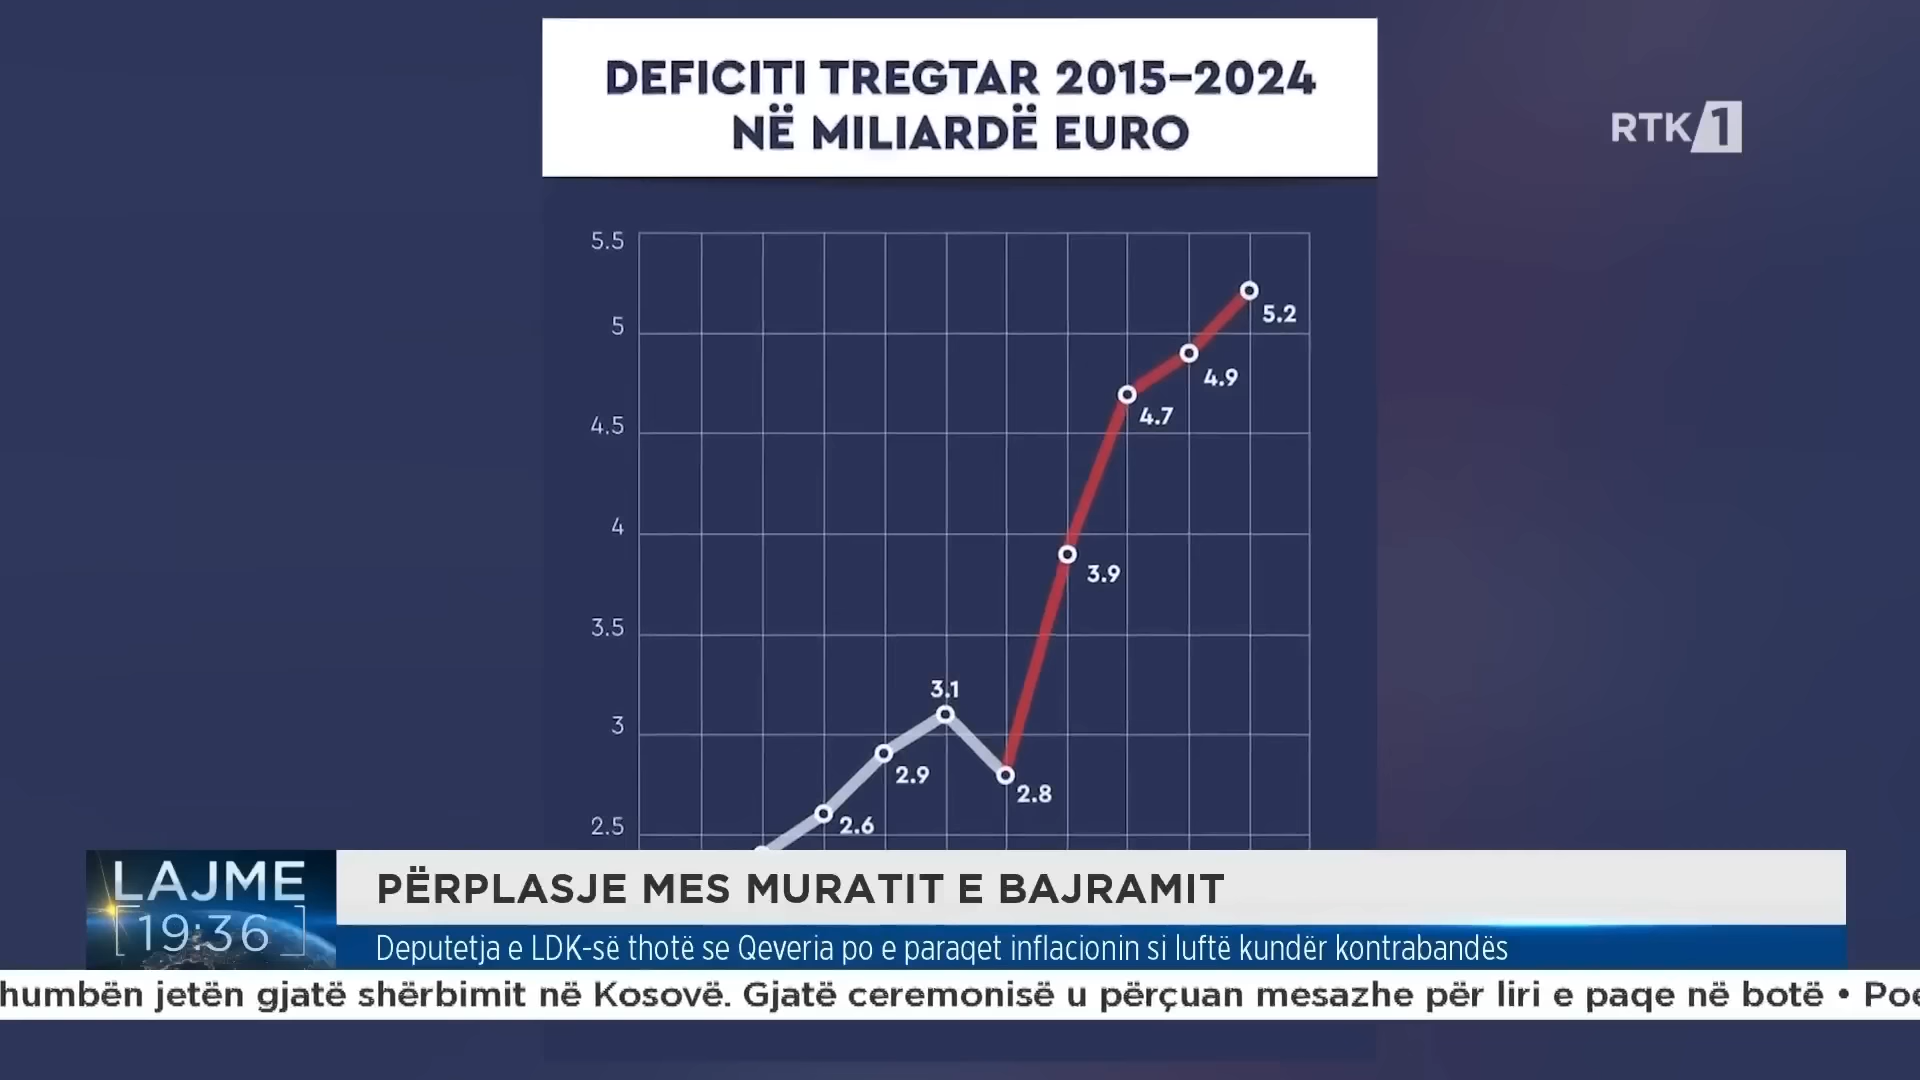 DEFICITI TREGTAR 2015–2024
NË MILIARDË EURO
RTK 1
5.5
5
4.5
4
3.5
3
2.5
5.2
4.9
4.7
3.9
3.1
2.9
2.8
2.6
LAJME
19:36
PËRPLASJE MES MURATIT E BAJRAMIT
Deputetja e LDK-së thotë se Qeveria po e paraqet inflacionin si luftë kundër kontrabandës
humbën jetën gjatë shërbimit në Kosovë. Gjatë ceremonisë u përçuan mesazhe për liri e paqe në botë •